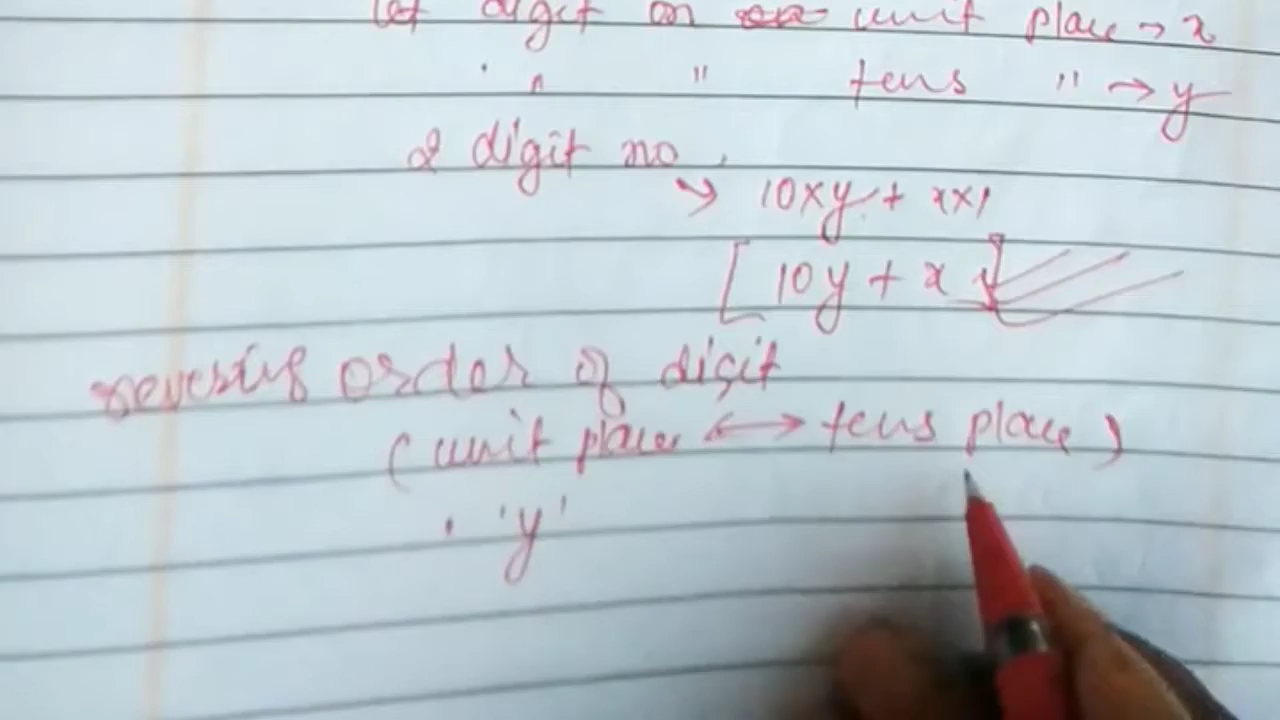 let digit on unit place → x
" " tens " → y
2 digit no.
→ 10xy + x×1
[ 10y + x ]
reversing order of digit
( unit place ↔ tens place )
. 'y'